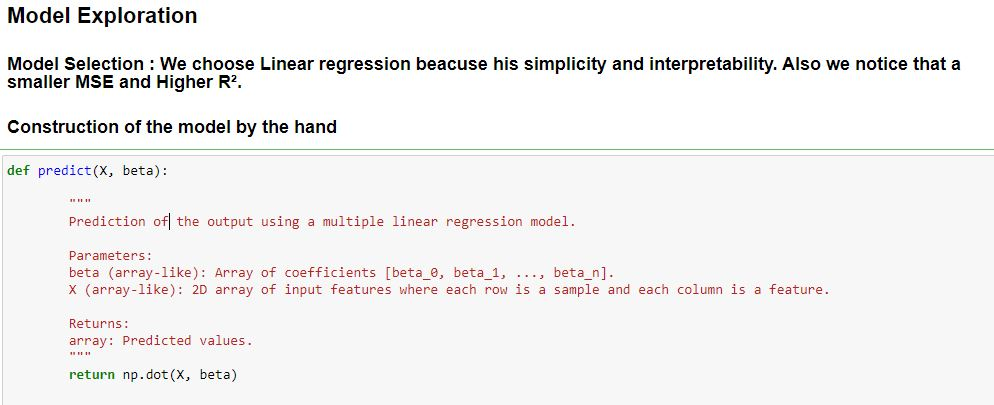 Model Exploration
Model Selection : We choose Linear regression beacuse his simplicity and interpretability. Also we notice that a
smaller MSE and Higher R².
Construction of the model by the hand
def predict(X, beta):
"""
Prediction of the output using a multiple linear regression model.
Parameters:
beta (array-like): Array of coefficients [beta_0, beta_1, ..., beta_n].
X (array-like): 2D array of input features where each row is a sample and each column is a feature.
Returns:
array: Predicted values.
"""
return np.dot(X, beta)